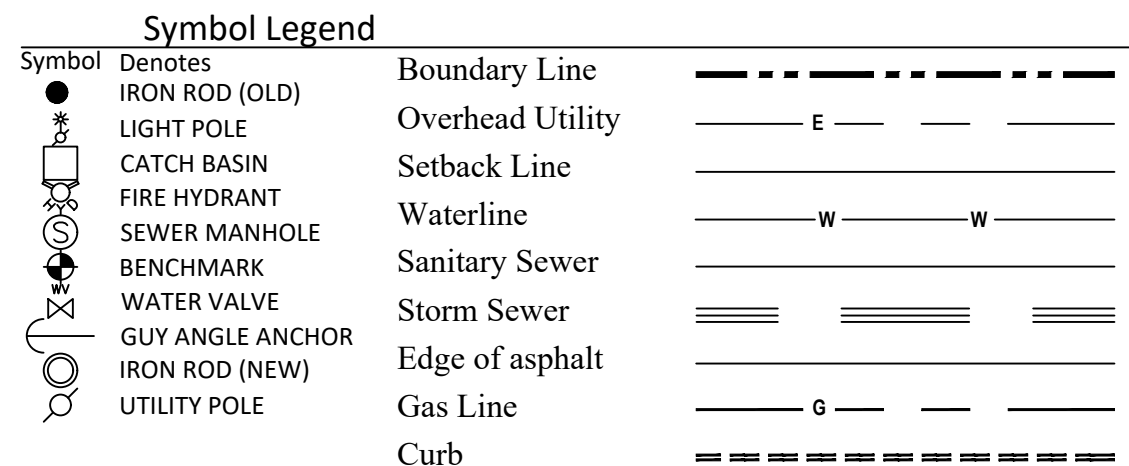 Symbol Legend
Symbol Denotes
IRON ROD (OLD)
LIGHT POLE
CATCH BASIN
FIRE HYDRANT
HYD
SEWER MANHOLE
S
BENCHMARK
WV
WATER VALVE
GUY ANGLE ANCHOR
IRON ROD (NEW)
UTILITY POLE
Boundary Line
Overhead Utility E
Setback Line
Waterline W W
Sanitary Sewer
Storm Sewer
Edge of asphalt
Gas Line G
Curb